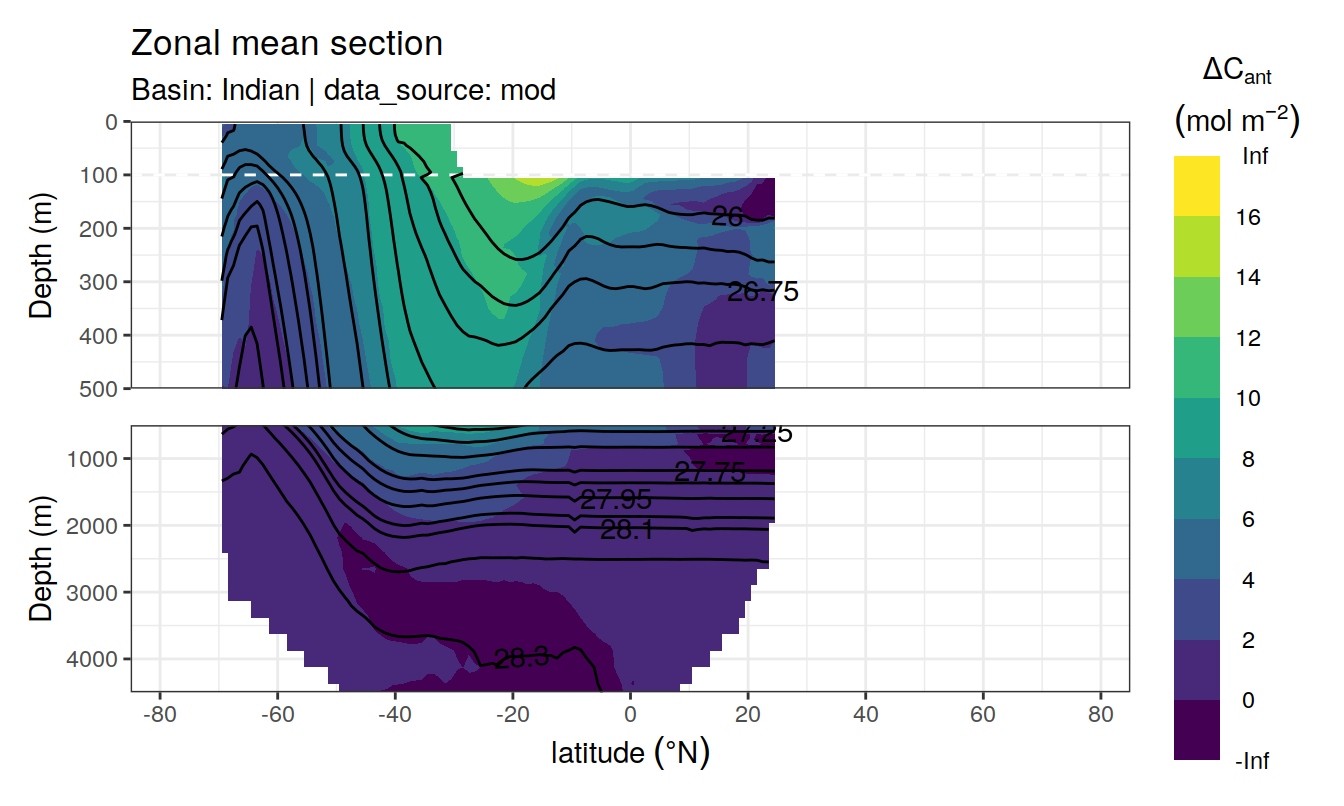 Zonal mean section
Basin: Indian | data_source: mod
ΔCant
(mol m−2)
Inf
16
14
12
10
8
6
4
2
0
-Inf
Depth (m)
0
100
200
300
400
500
26
26.75
Depth (m)
1000
2000
3000
4000
27.25
27.75
27.95
28.1
28.3
-80 -60 -40 -20 0 20 40 60 80
latitude (°N)